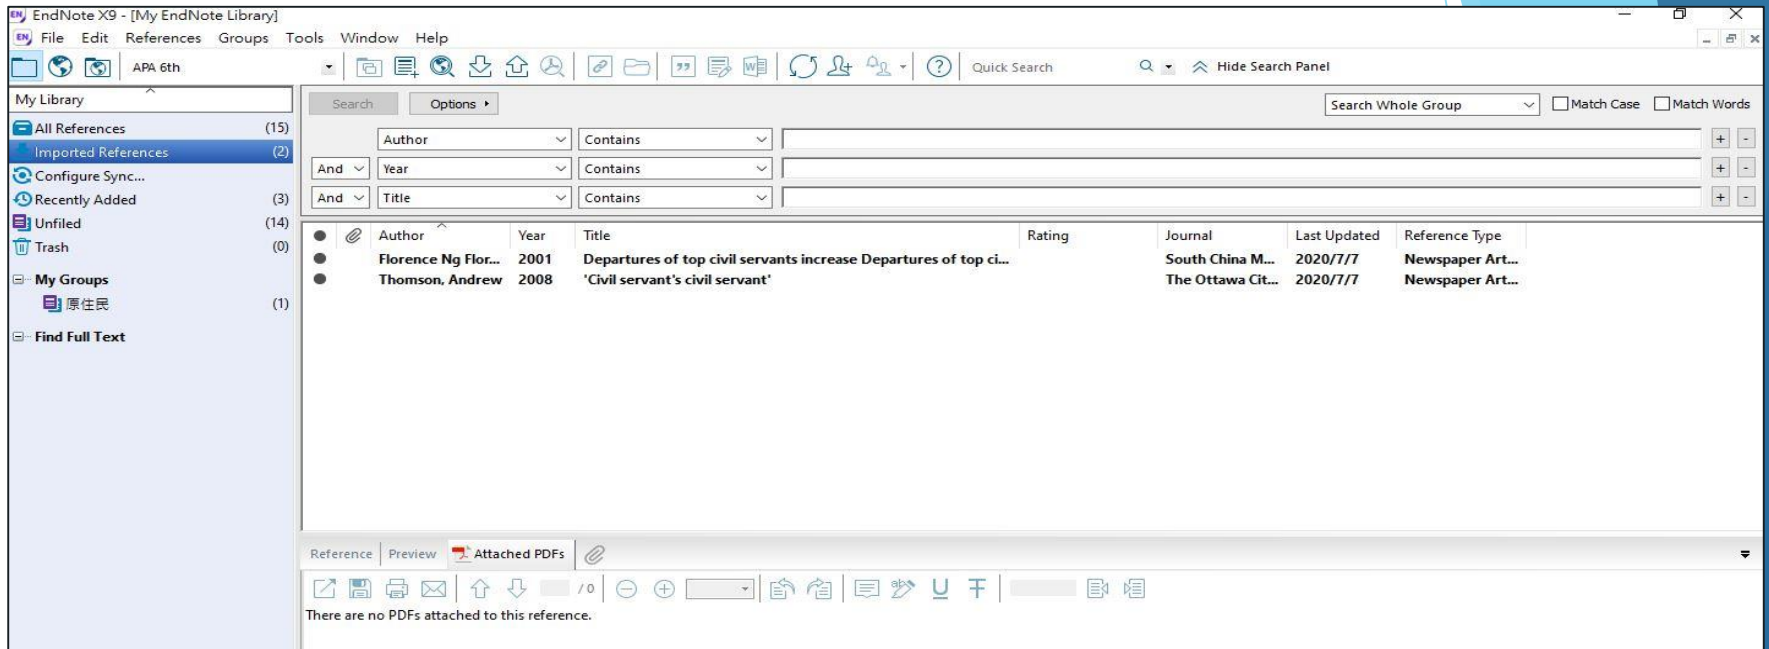 EndNote X9 - [My EndNote Library]
File Edit References Groups Tools Window Help
APA 6th Quick Search Hide Search Panel
My Library
All References (15)
Imported References (2)
Configure Sync...
Recently Added (3)
Unfiled (14)
Trash (0)
My Groups
原住民 (1)
Find Full Text
Search Options Search Whole Group Match Case Match Words
Author Contains + -
And Year Contains + -
And Title Contains + -
Author Year Title Rating Journal Last Updated Reference Type
Florence Ng Flor... 2001 Departures of top civil servants increase Departures of top ci... South China M... 2020/7/7 Newspaper Art...
Thomson, Andrew 2008 'Civil servant's civil servant' The Ottawa Cit... 2020/7/7 Newspaper Art...
Reference Preview Attached PDFs
/ 0
There are no PDFs attached to this reference.